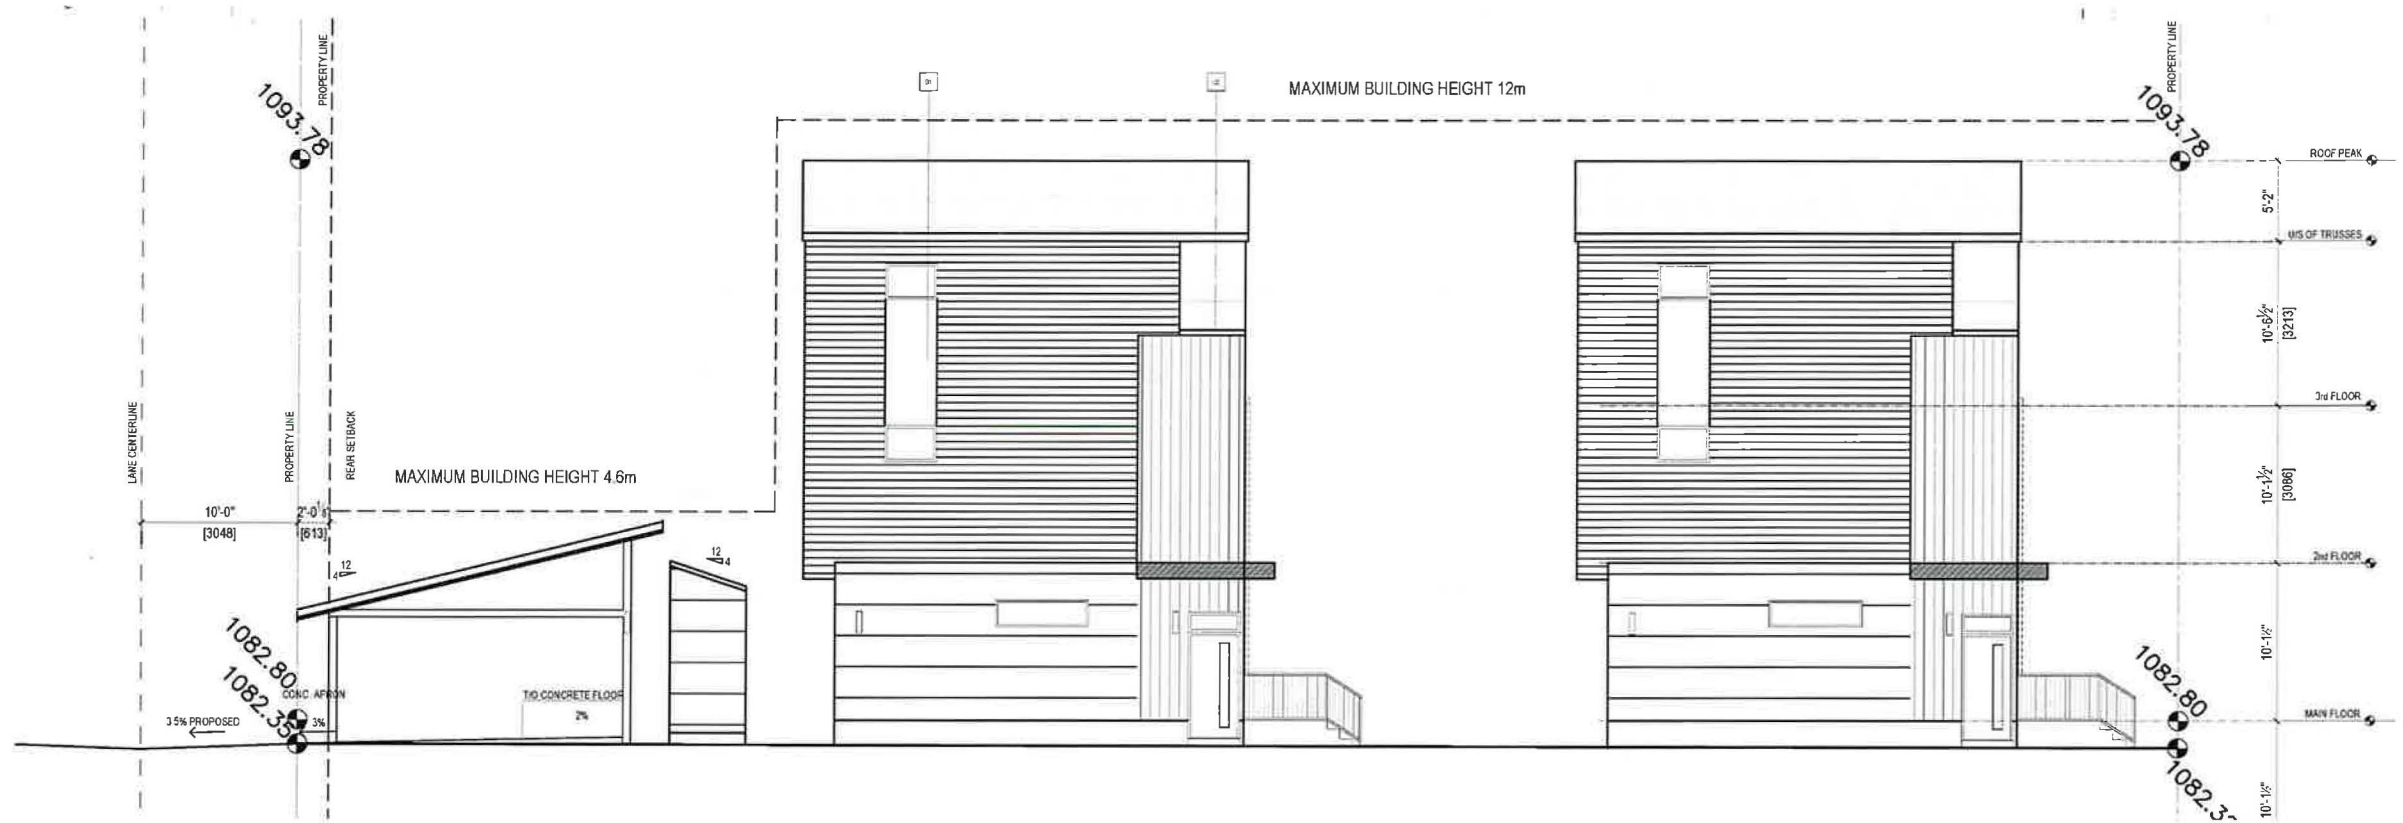 PROPERTY LINE
PROPERTY LINE
1093.78
MAXIMUM BUILDING HEIGHT 12m
1093.78
ROOF PEAK
5'-2"
U/S OF TRUSSES
10'-6½"
[3213]
3rd FLOOR
LANE CENTERLINE
PROPERTY LINE
REAR SETBACK
MAXIMUM BUILDING HEIGHT 4.6m
10'-1½"
[3086]
10'-0"
[3048]
[613]
12
4
12
4
2nd FLOOR
10'-1½"
1082.80
CONC. APRON
T/O CONCRETE FLOOR
2%
1082.35
3%
3.5% PROPOSED
1082.80
MAIN FLOOR
10'-1½"